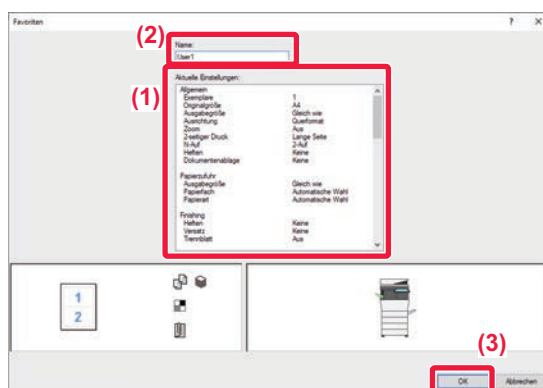 Favoriten ? X
(2) Name:
User1
(1) Aktuelle Einstellungen:
Allgemein
Exemplare 1
Originalgröße A4
Ausgabegröße Gleich wie
Ausrichtung Querformat
Zoom Aus
2-seitiger Druck Lange Seite
N-Auf 2-Auf
Heften Keine
Dokumentenablage Keine
Papierzufuhr
Ausgabegröße Gleich wie
Papierfach Automatische Wahl
Papierart Automatische Wahl
Finishing
Heften Keine
Versatz Keine
Trennblatt Aus
1
2
(3)
OK Abbrechen